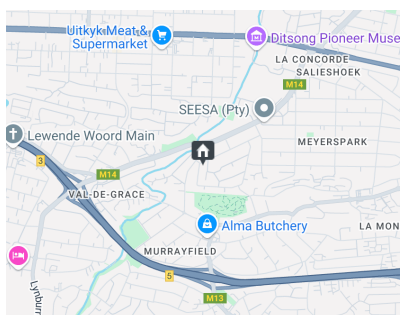 Uitkyk Meat &
Supermarket
Ditsong Pioneer Muse
LA CONCORDE
SALIESHOEK
M14
SEESA (Pty)
Lewende Woord Main
MEYERSPARK
3
M14
VAL-DE-GRACE
Alma Butchery
LA MON
MURRAYFIELD
5
Lynburr
M13